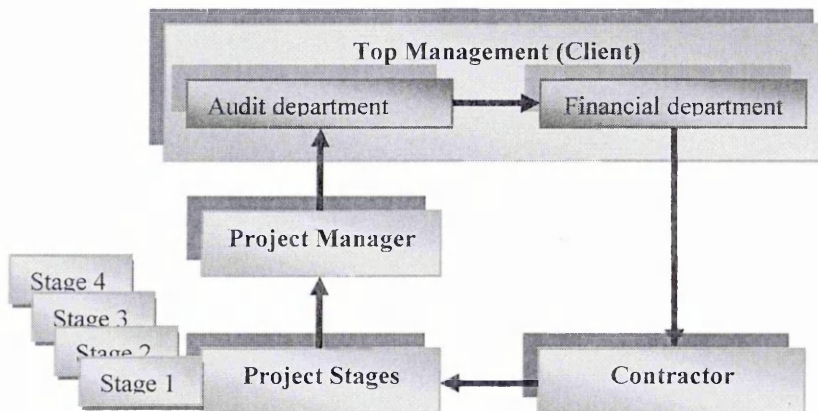 Top Management (Client)
Audit department
Financial department
Project Manager
Stage 4
Stage 3
Stage 2
Stage 1
Project Stages
Contractor